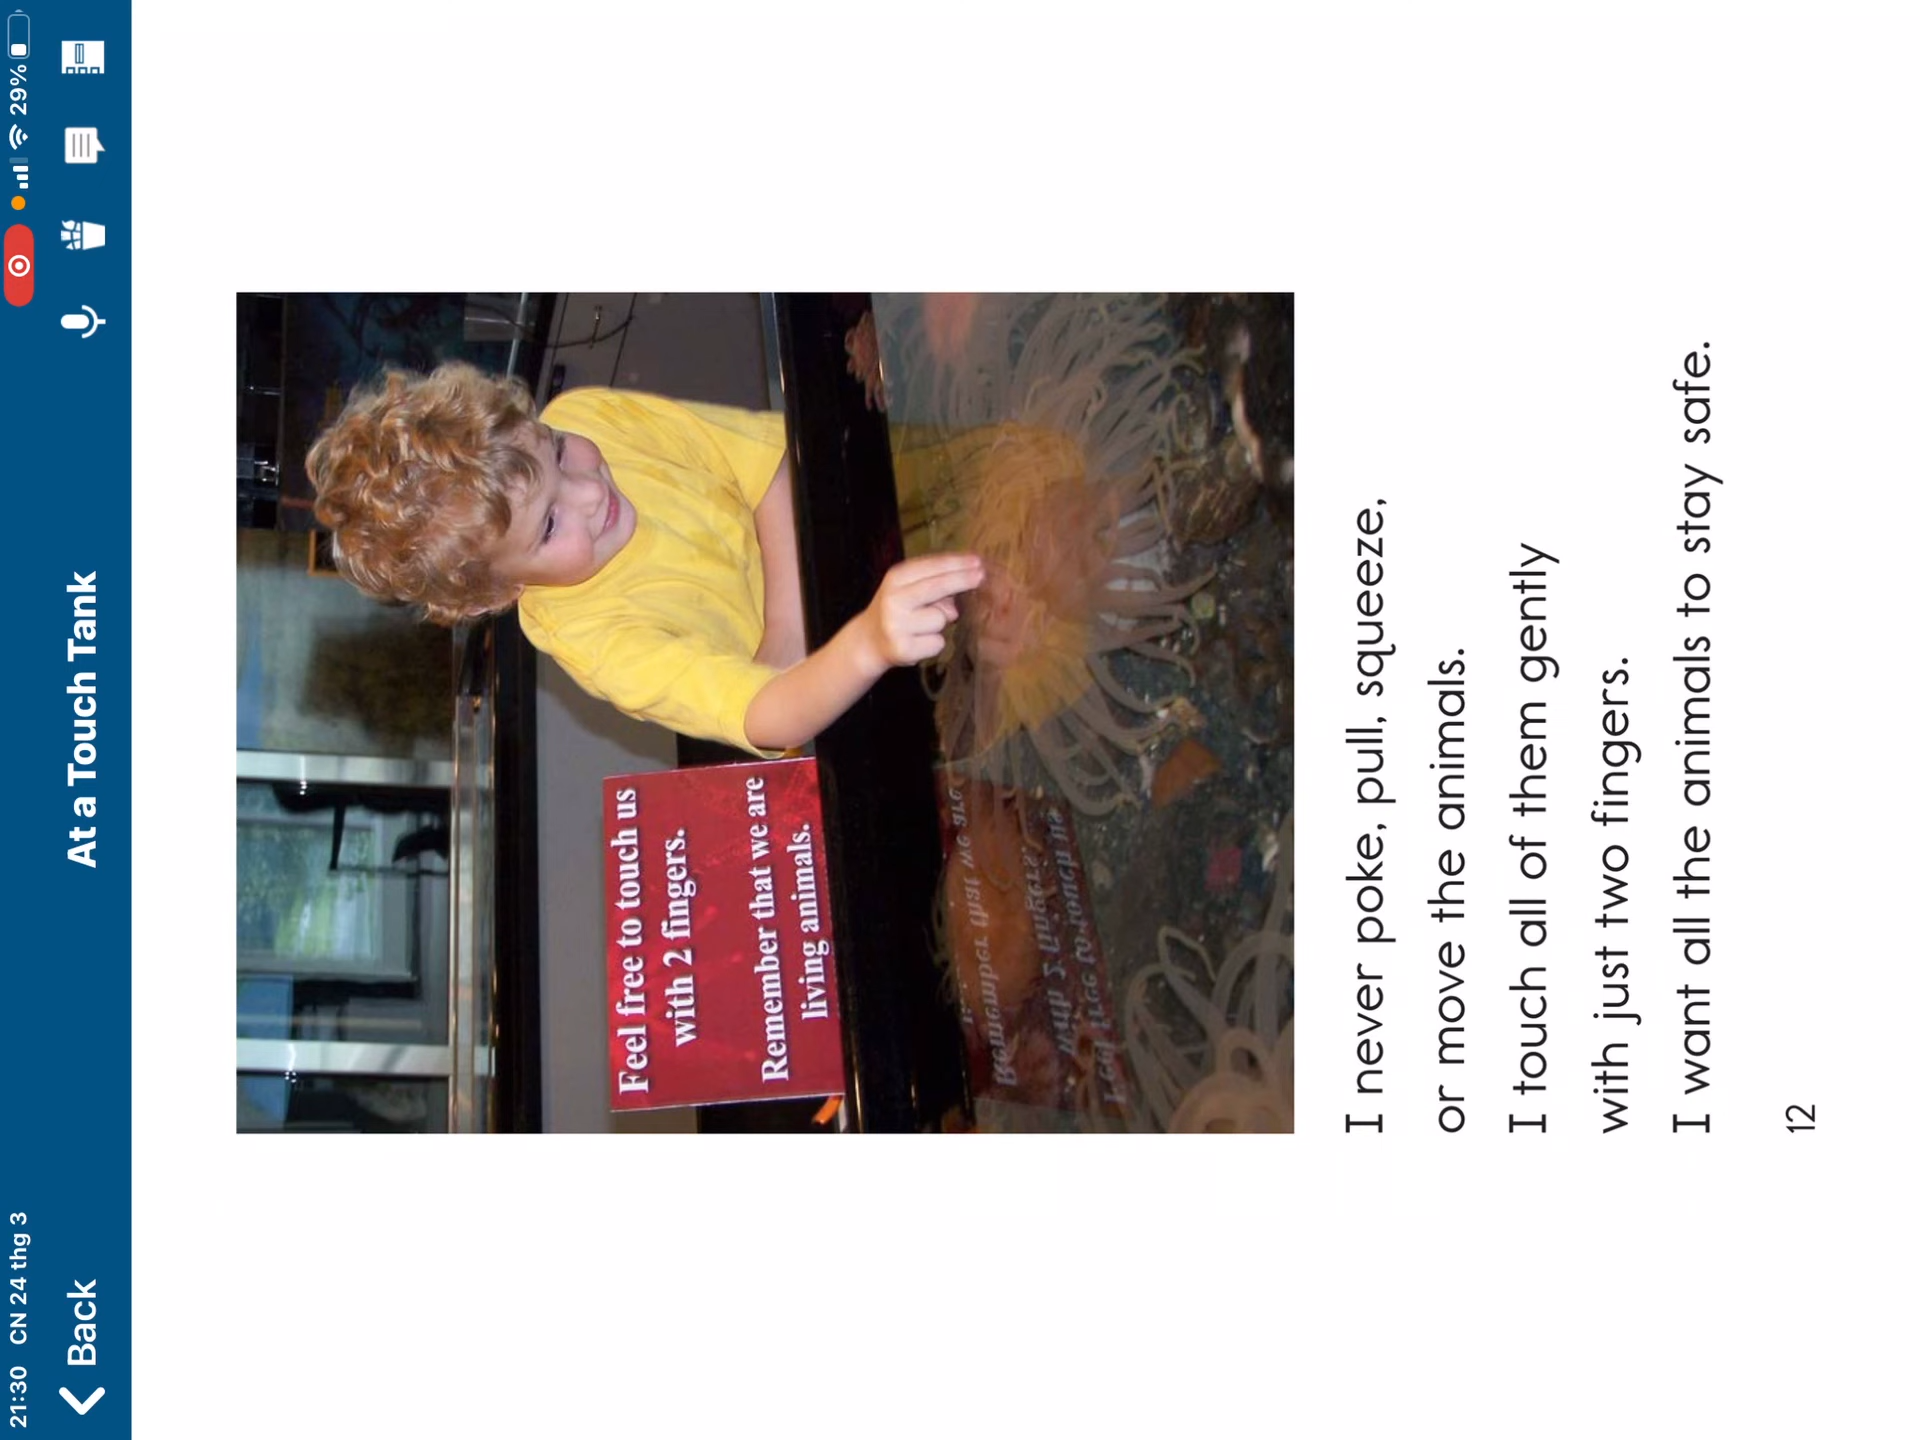 21:30 CN 24 thg 3
29%
Back
At a Touch Tank
Feel free to touch us
with 2 fingers.
Remember that we are
living animals.
I never poke, pull, squeeze,
or move the animals.
I touch all of them gently
with just two fingers.
I want all the animals to stay safe.
12